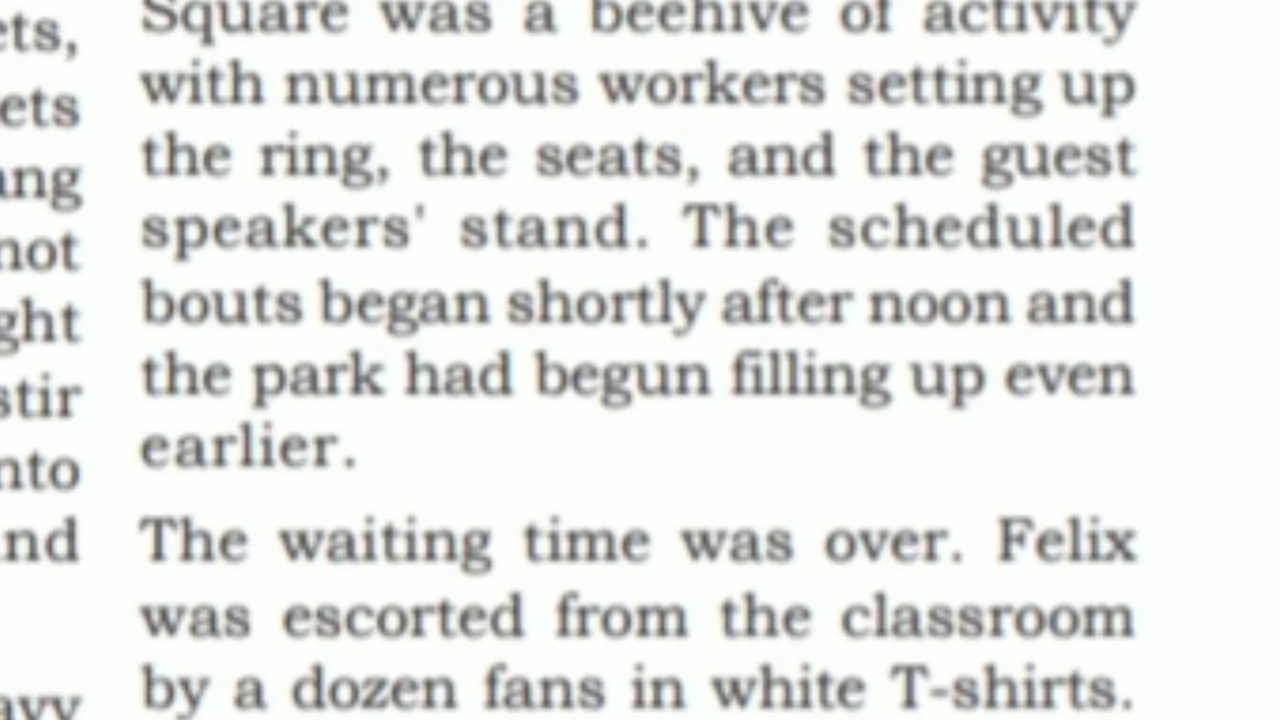 Square was a beehive of activity
with numerous workers setting up
the ring, the seats, and the guest
speakers' stand. The scheduled
bouts began shortly after noon and
the park had begun filling up even
earlier.
The waiting time was over. Felix
was escorted from the classroom
by a dozen fans in white T-shirts.